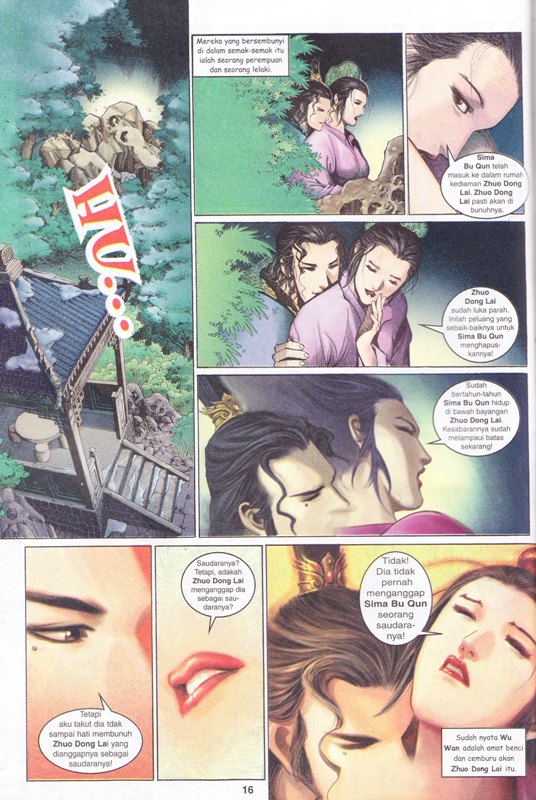 HU...
Mereka yang bersembunyi
di dalam semak-semak itu
ialah seorang perempuan
dan seorang lelaki.
Sima
Bu Qun telah
masuk ke dalam rumah
kediaman Zhuo Dong
Lai. Zhuo Dong
Lai pasti akan di
bunuhnya.
Zhuo
Dong Lai
sudah luka parah.
Inilah peluang yang
sebaik-baiknya untuk
Sima Bu Qun
menghapus-
kannya!
Sudah
bertahun-tahun
Sima Bu Qun hidup
di bawah bayangan
Zhuo Dong Lai.
Kesabarannya sudah
melampaui batas
sekarang!
Tetapi
aku takut dia tdak
sampai hati membunuh
Zhuo Dong Lai yang
dianggapnya sebagai
saudaranya!
Saudaranya?
Tetapi, adakah
Zhuo Dong Lai
menganggap dia
sebagai sau-
daranya?
Tidak!
Dia tidak
pernah
menganggap
Sima Bu Qun
seorang
saudara-
nya!
Sudah nyata Wu
Wan adalah amat benci
dan cemburu akan
Zhuo Dong Lai itu.
16